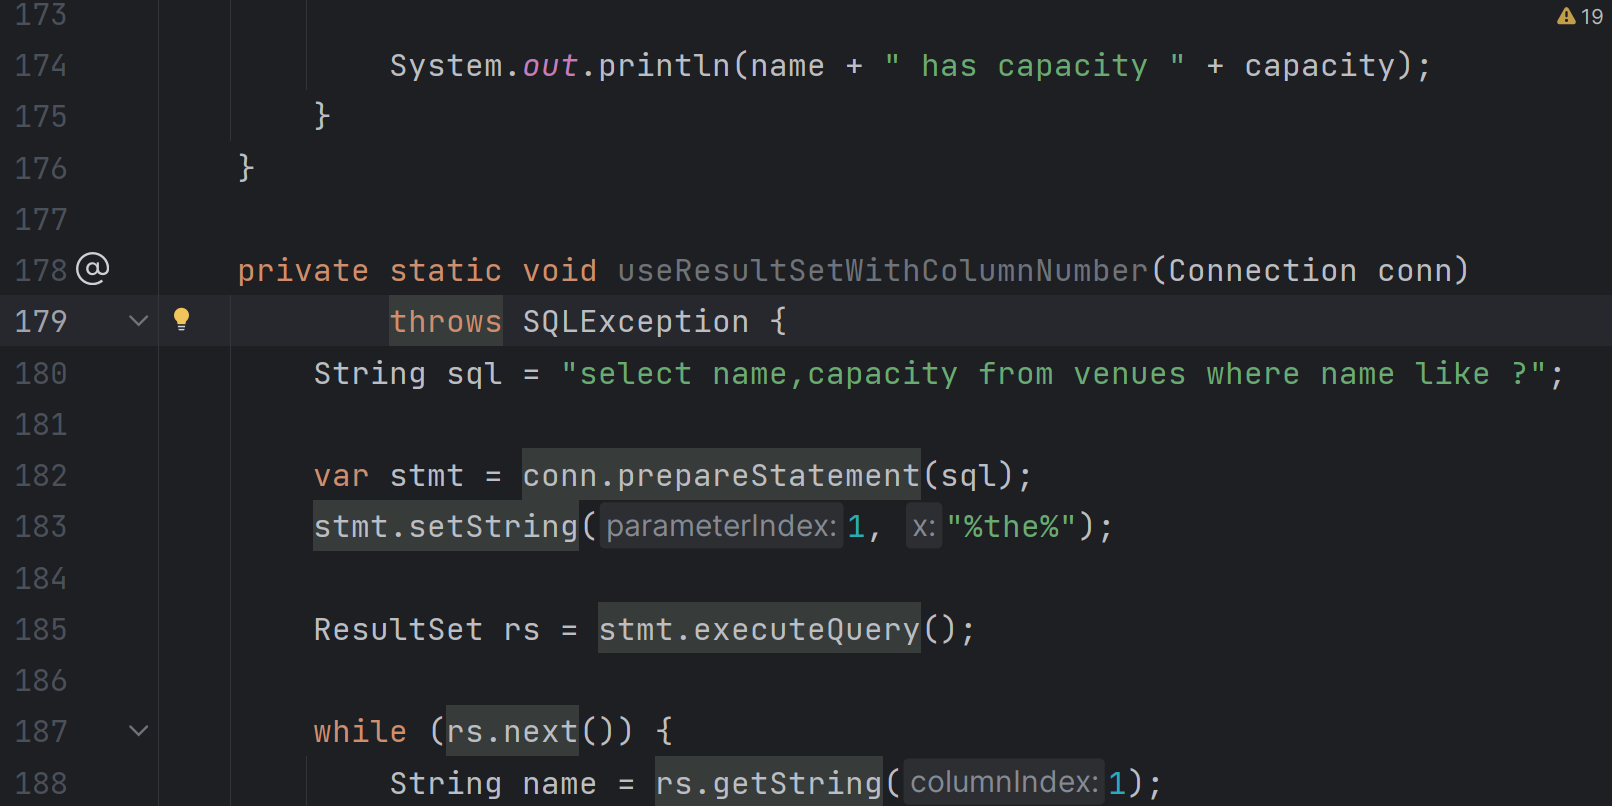 173
19
174 System.out.println(name + " has capacity " + capacity);
175 }
176 }
177
178 @ private static void useResultSetWithColumnNumber(Connection conn)
179 throws SQLException {
180 String sql = "select name,capacity from venues where name like ?";
181
182 var stmt = conn.prepareStatement(sql);
183 stmt.setString( parameterIndex: 1, x: "%the%");
184
185 ResultSet rs = stmt.executeQuery();
186
187 while (rs.next()) {
188 String name = rs.getString( columnIndex: 1);